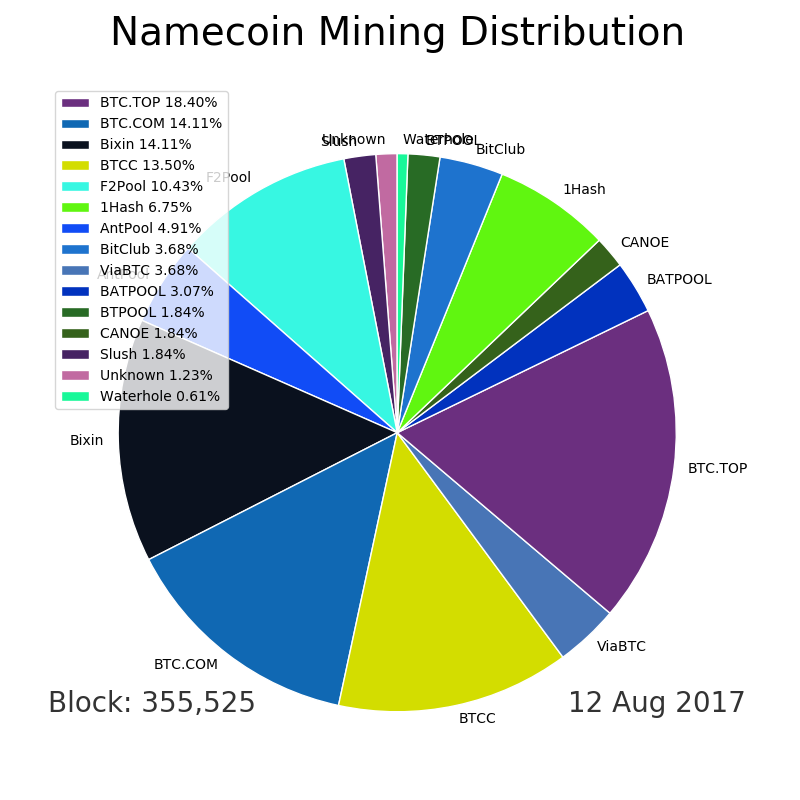 Namecoin Mining Distribution
BTC.TOP 18.40%
BTC.COM 14.11%
Bixin 14.11%
BTCC 13.50%
F2Pool 10.43%
1Hash 6.75%
AntPool 4.91%
BitClub 3.68%
ViaBTC 3.68%
BATPOOL 3.07%
BTPOOL 1.84%
CANOE 1.84%
Slush 1.84%
Unknown 1.23%
Waterhole 0.61%
Unknown
Slush
Waterhole
BTPOOL
BitClub
F2Pool
1Hash
CANOE
AntPool
BATPOOL
Bixin
BTC.TOP
ViaBTC
BTC.COM
BTCC
Block: 355,525
12 Aug 2017